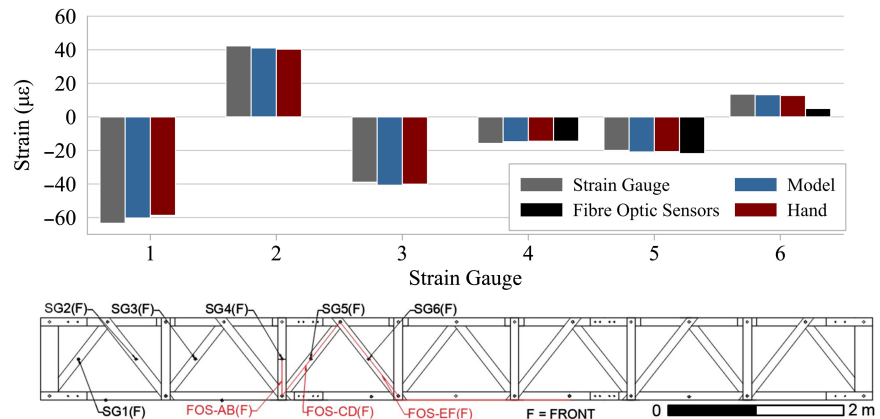 60
40
20
0
−20
−40
−60
Strain (με)
1 2 3 4 5 6
Strain Gauge
Strain Gauge Model
Fibre Optic Sensors Hand
SG2(F) SG3(F) SG4(F) SG5(F) SG6(F)
SG1(F) FOS-AB(F) FOS-CD(F) FOS-EF(F) F = FRONT 0 2 m